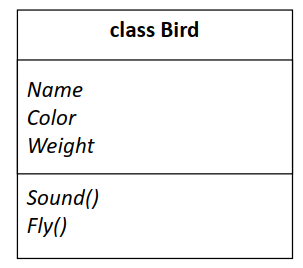 class Bird
Name
Color
Weight
Sound()
Fly()